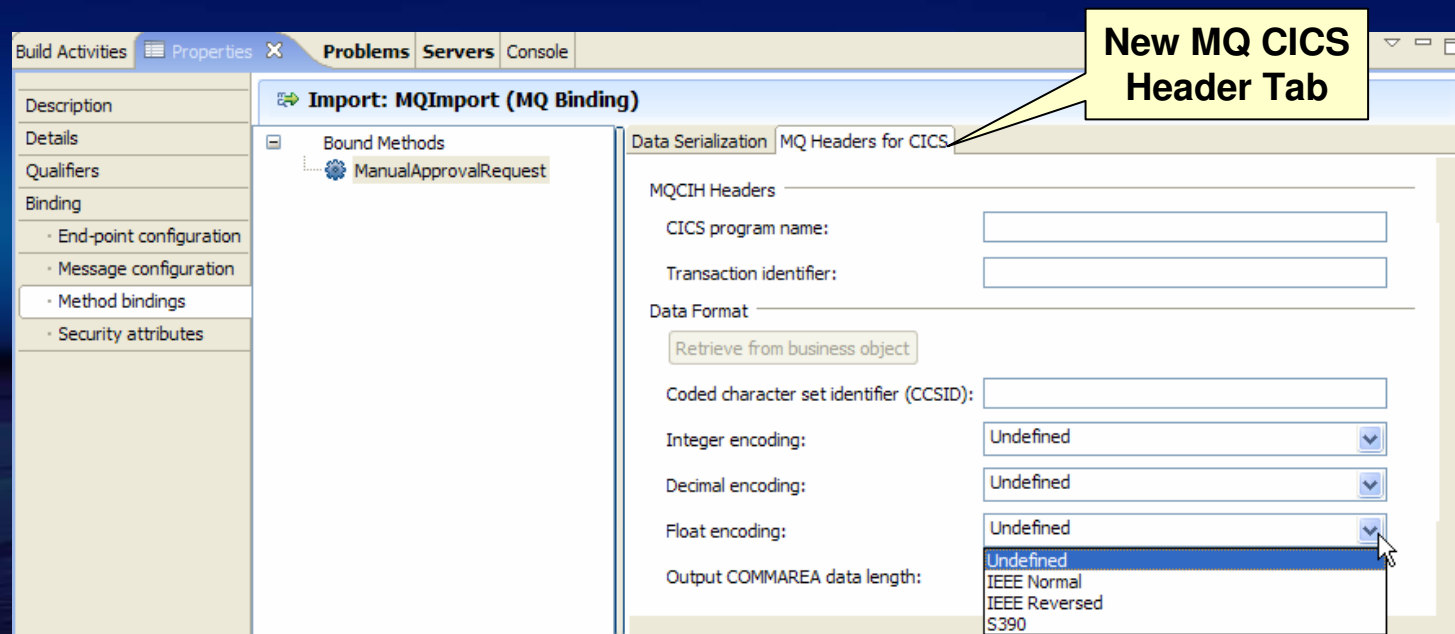 New MQ CICS
Header Tab
Build Activities Properties Problems Servers Console
Description
Details
Qualifiers
Binding
End-point configuration
Message configuration
Method bindings
Security attributes
Import: MQImport (MQ Binding)
Bound Methods
ManualApprovalRequest
Data Serialization MQ Headers for CICS
MQCIH Headers
CICS program name:
Transaction identifier:
Data Format
Retrieve from business object
Coded character set identifier (CCSID):
Integer encoding: Undefined
Decimal encoding: Undefined
Float encoding: Undefined
Undefined
Output COMMAREA data length: IEEE Normal
IEEE Reversed
S390